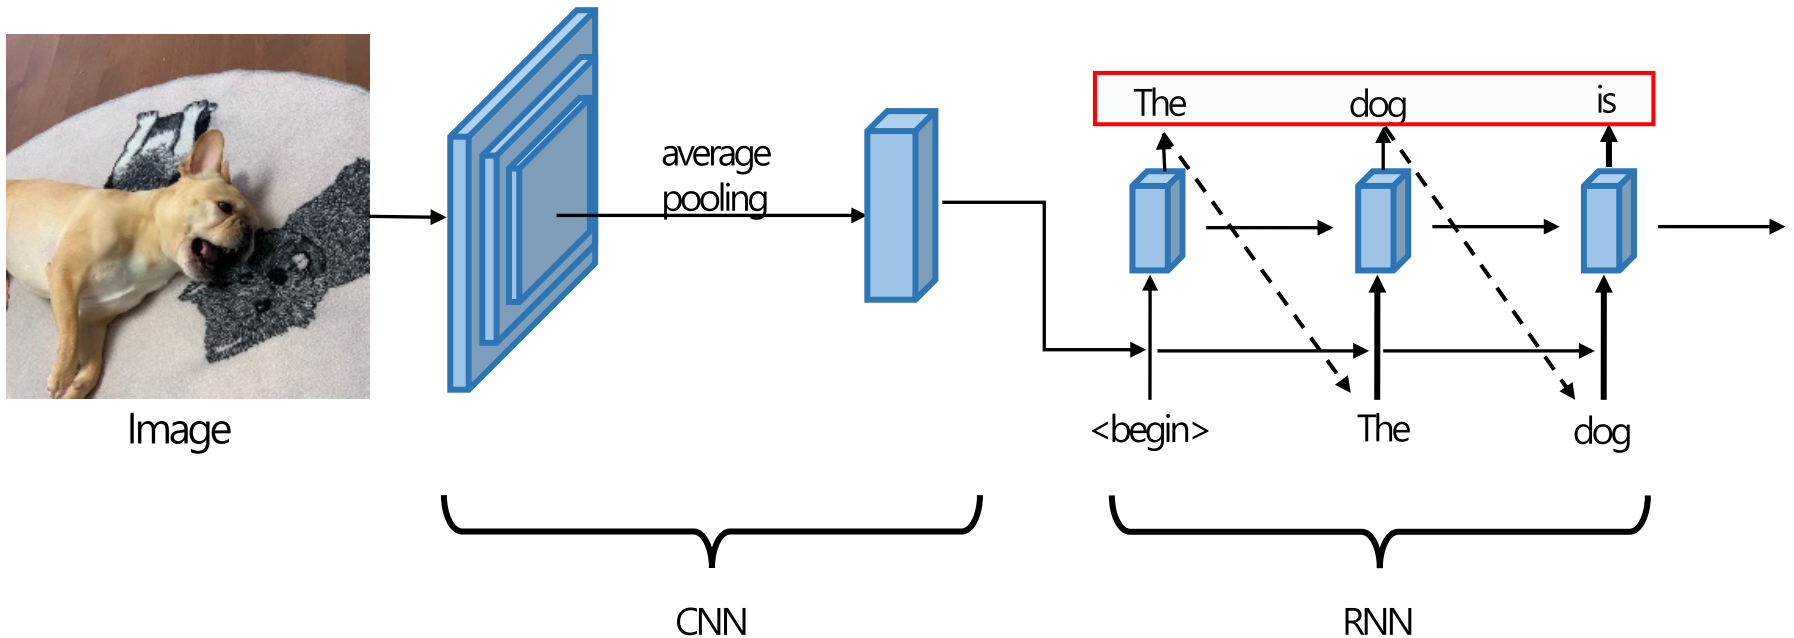 Image
average
pooling
The dog is
<begin> The dog
CNN
RNN